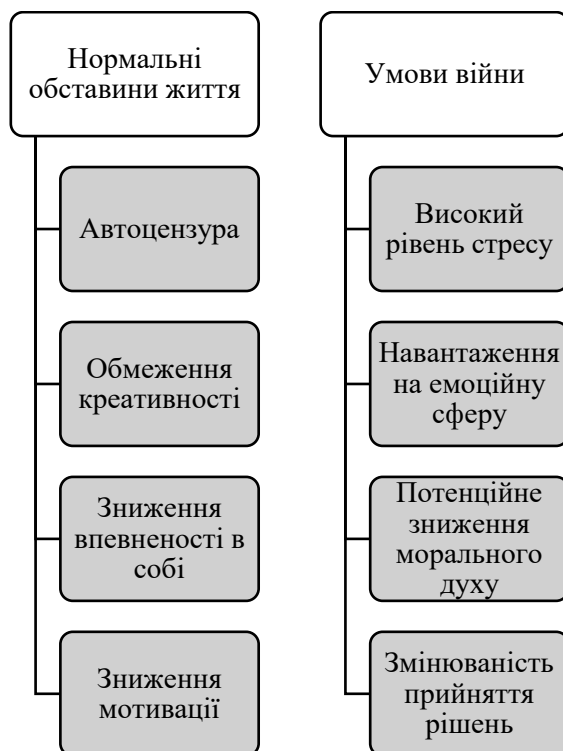 Нормальні
обставини життя
Автоцензура
Обмеження
креативності
Зниження
впевненості в
собі
Зниження
мотивації
Умови війни
Високий
рівень стресу
Навантаження
на емоційну
сферу
Потенційне
зниження
морального
духу
Змінюваність
прийняття
рішень